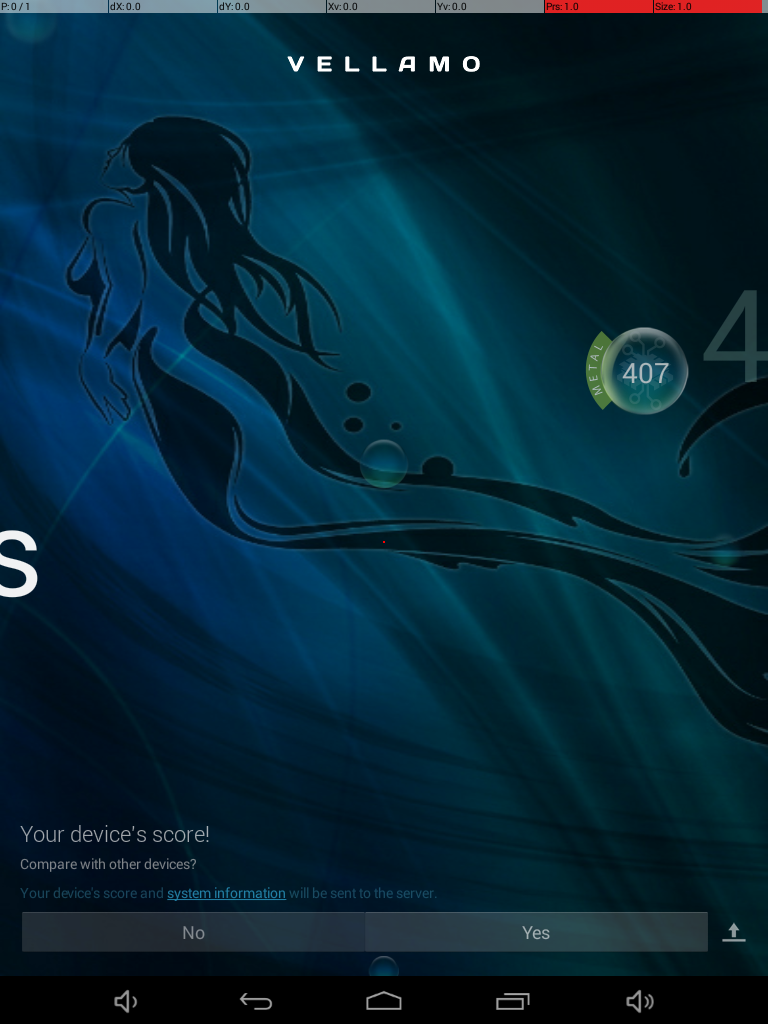 P: 0 / 1 dX: 0.0 dY: 0.0 Xv: 0.0 Yv: 0.0 Prs: 1.0 Size: 1.0
VELLAMO
4
METAL
407
S
Your device's score!
Compare with other devices?
Your device's score and system information will be sent to the server.
No Yes